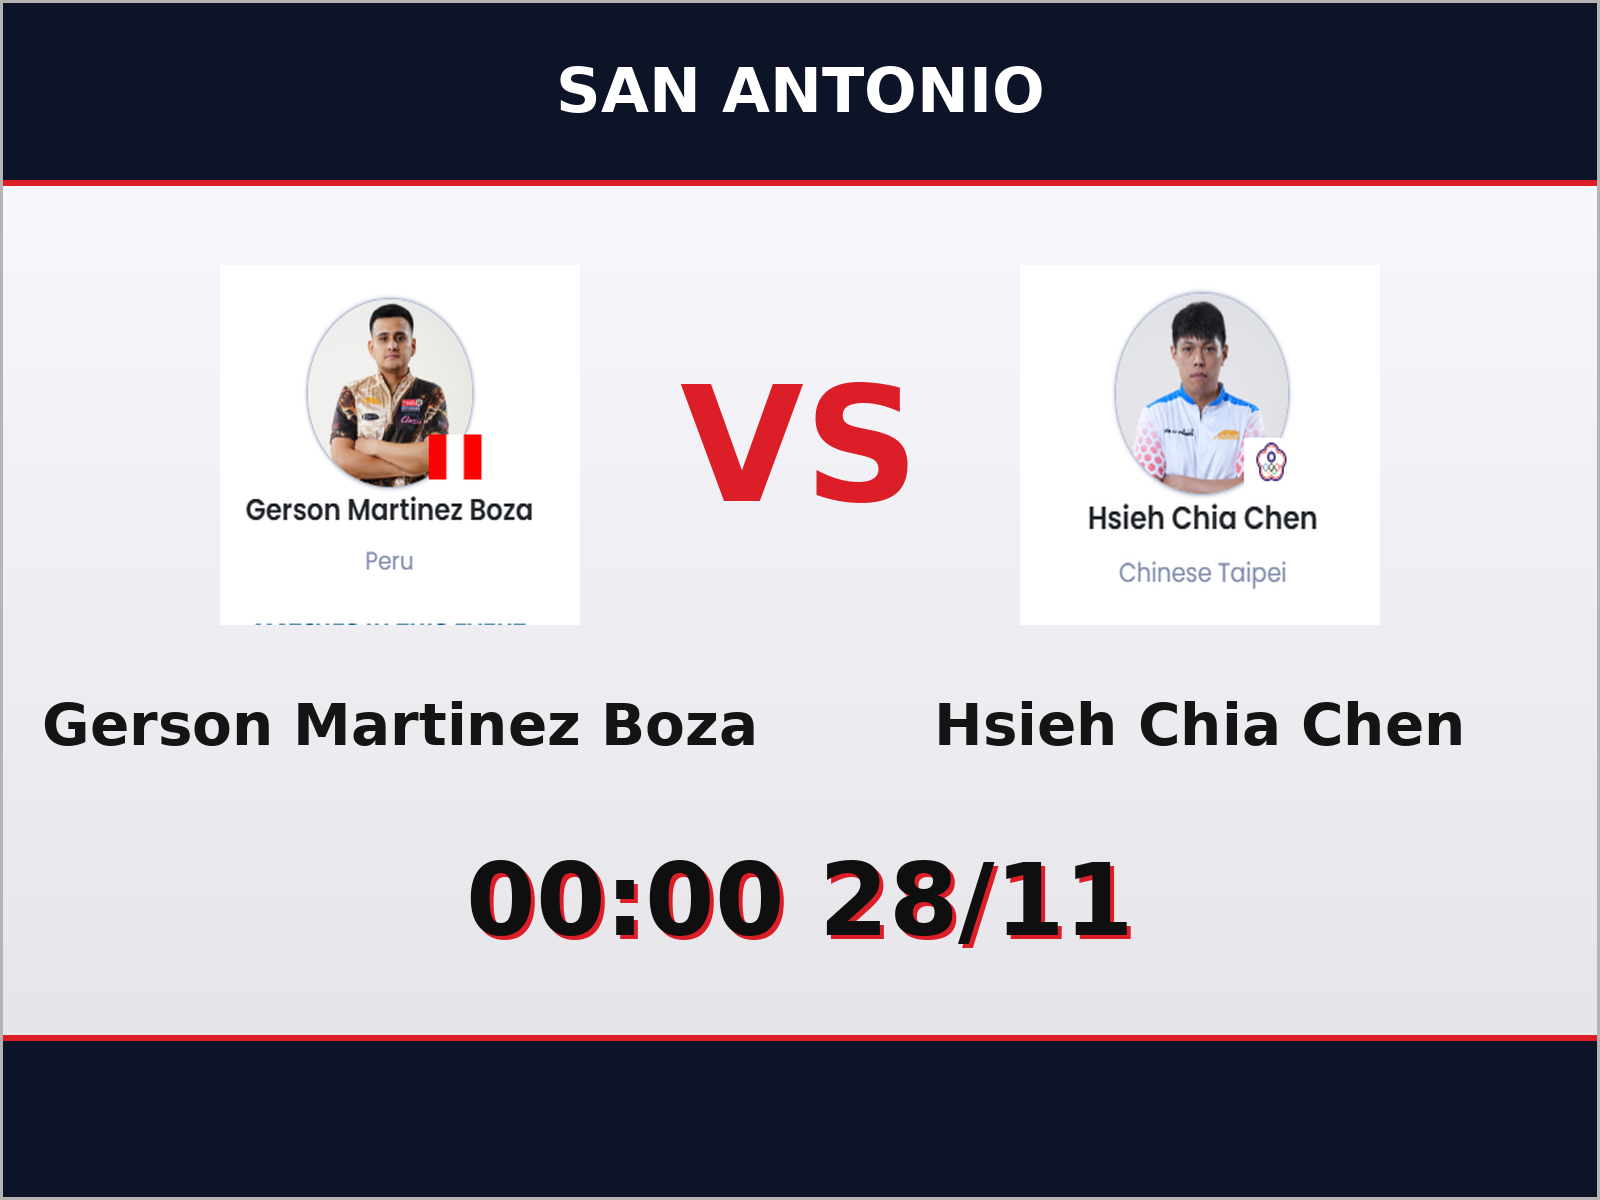 SAN ANTONIO
Gerson Martinez Boza
Peru
VS
Hsieh Chia Chen
Chinese Taipei
Gerson Martinez Boza
Hsieh Chia Chen
00:00 28/11